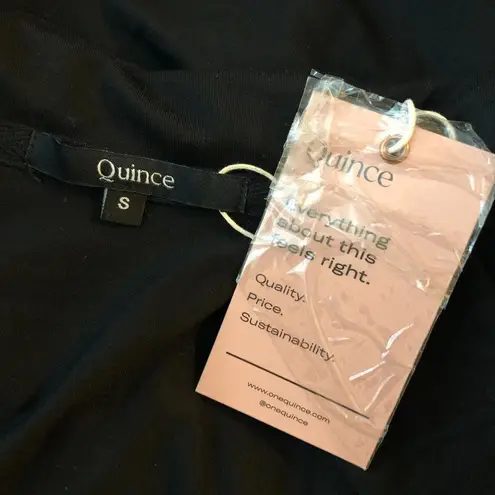 Quince
S
Quince
Everything
about this
feels right.
Quality.
Price.
Sustainability.
www.onequince.com
@onequince